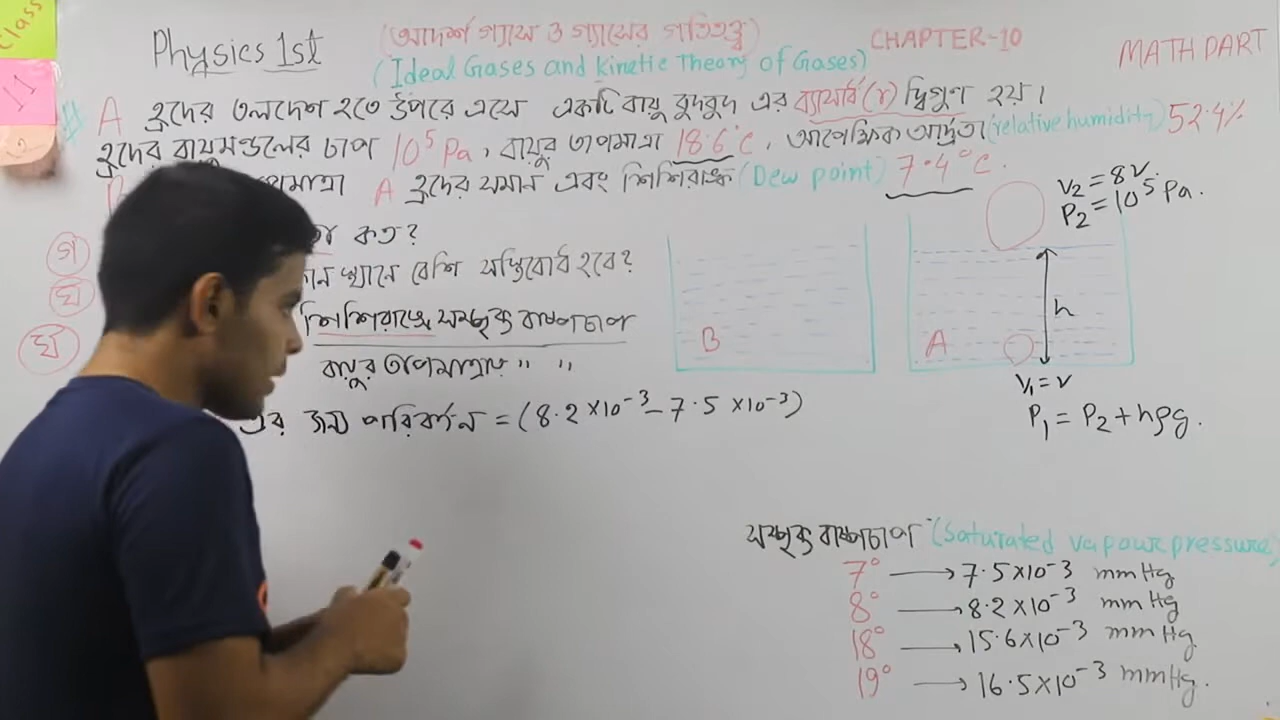 Class
11
Physics 1st
(আদর্শ গ্যাস ও গ্যাসের গতিতত্ত্ব)
(Ideal Gases and Kinetic Theory of Gases)
CHAPTER-10
MATH PART
A হ্রদের তলদেশ হতে উপরে এসে একটি বায়ু বুদবুদ এর ব্যাসার্ধ (r) দ্বিগুণ হয়।
হ্রদের বায়ুমণ্ডলের চাপ 10⁵ Pa, বায়ুর তাপমাত্রা 18.6°C, আপেক্ষিক আর্দ্রতা (relative humidity) 52.4%
A হ্রদের সমান এবং শিশিরাঙ্ক (Dew point) 7.4°C.
গ কত?
ঘ খানে বেশি স্বস্তিবোধ হবে?
ঘ শিশিরাঙ্কে সম্পৃক্ত বাষ্পচাপ
বায়ুর তাপমাত্রায় " "
এর জন্য পরিবর্তন = (8.2 ×10⁻³ – 7.5 ×10⁻³)
B
V₂ = 8V
P₂ = 10⁵ Pa.
h
A
V₁ = V
P₁ = P₂ + hρg.
সম্পৃক্ত বাষ্পচাপ (Saturated vapour pressure)
7° → 7.5×10⁻³ mmHg
8° → 8.2×10⁻³ mmHg
18° → 15.6×10⁻³ mmHg
19° → 16.5×10⁻³ mmHg.